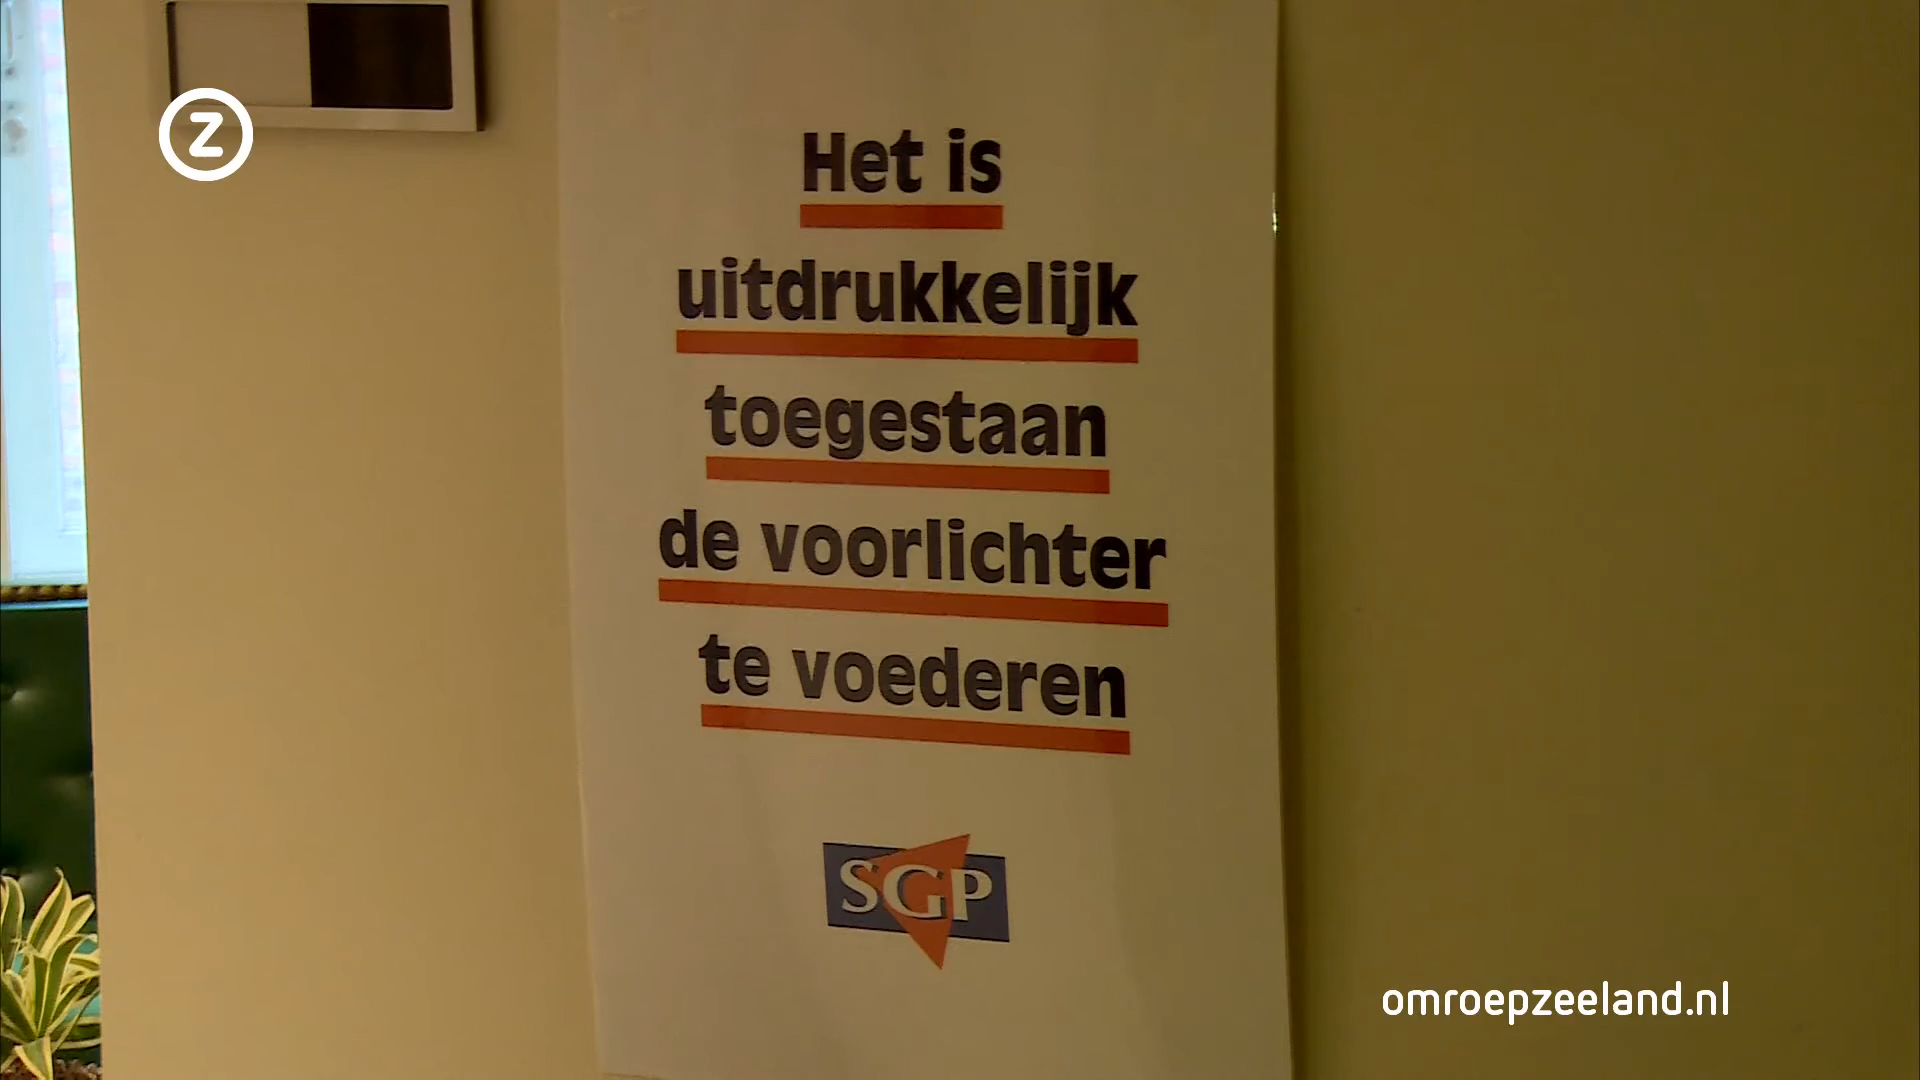 Z
Het is
uitdrukkelijk
toegestaan
de voorlichter
te voederen
SGP
omroepzeeland.nl